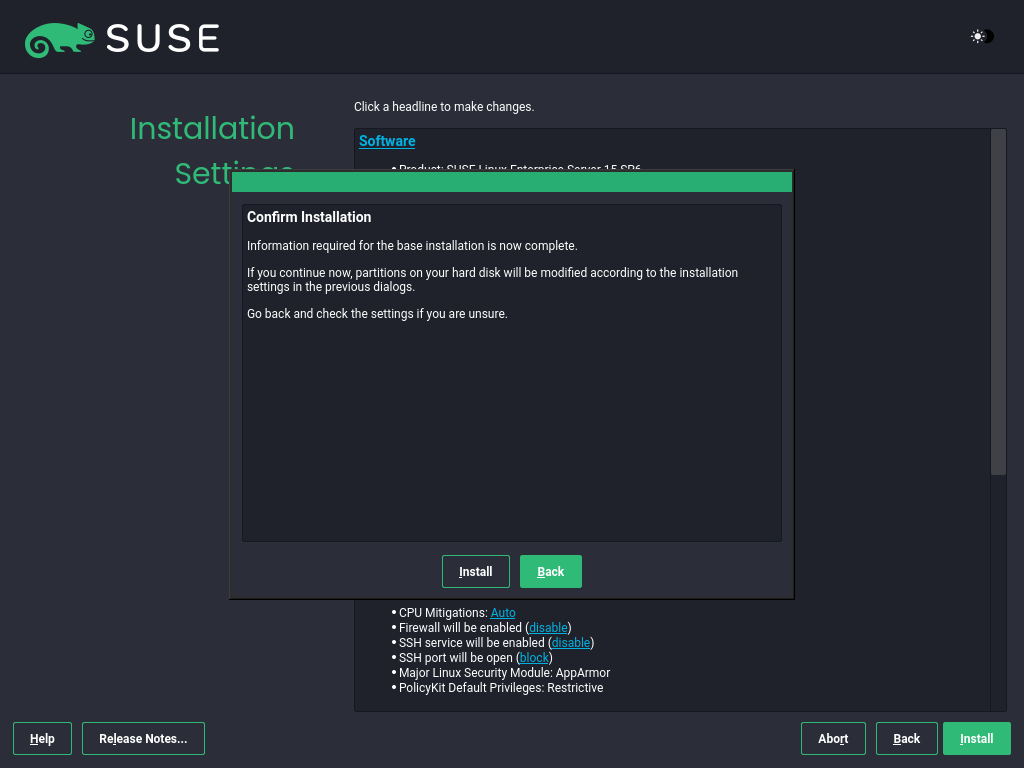 SUSE
Installation
Settings
Click a headline to make changes.
Software
• Product: SUSE Linux Enterprise Server 15 SP6
Confirm Installation
Information required for the base installation is now complete.
If you continue now, partitions on your hard disk will be modified according to the installation
settings in the previous dialogs.
Go back and check the settings if you are unsure.
Install
Back
• CPU Mitigations: Auto
• Firewall will be enabled (disable)
• SSH service will be enabled (disable)
• SSH port will be open (block)
• Major Linux Security Module: AppArmor
• PolicyKit Default Privileges: Restrictive
Help
Release Notes...
Abort
Back
Install